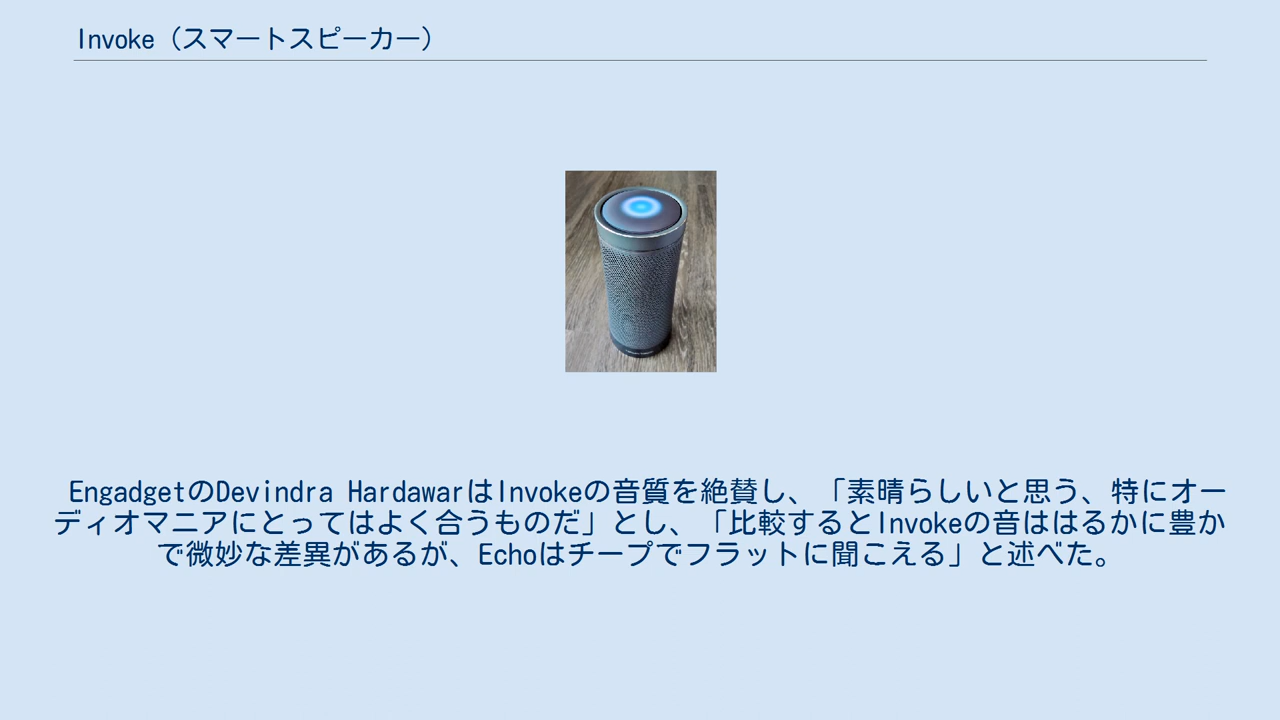 Invoke（スマートスピーカー）
EngadgetのDevindra HardawarはInvokeの音質を絶賛し、「素晴らしいと思う、特にオー
ディオマニアにとってはよく合うものだ」とし、「比較するとInvokeの音ははるかに豊か
で微妙な差異があるが、Echoはチープでフラットに聞こえる」と述べた。